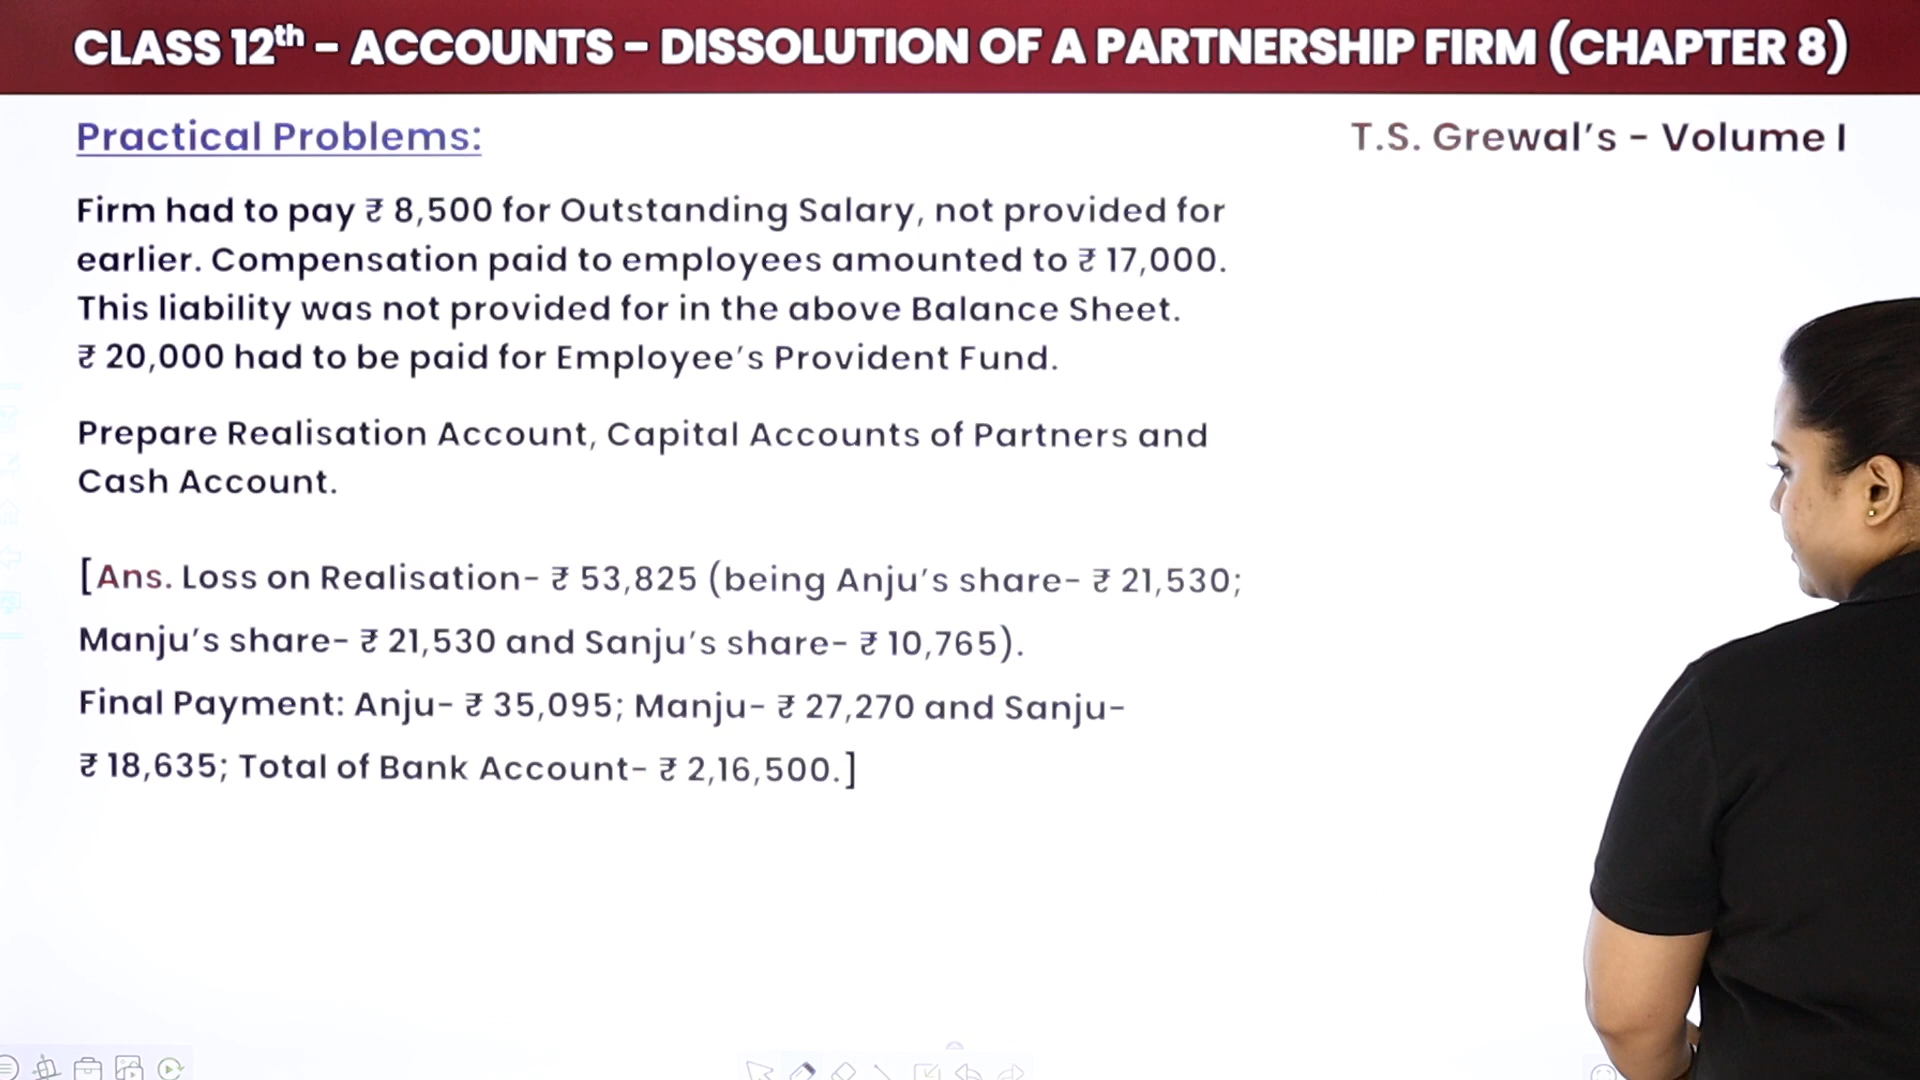 CLASS 12th – ACCOUNTS – DISSOLUTION OF A PARTNERSHIP FIRM (CHAPTER 8)
Practical Problems:
T.S. Grewal's - Volume I
Firm had to pay ₹ 8,500 for Outstanding Salary, not provided for
earlier. Compensation paid to employees amounted to ₹ 17,000.
This liability was not provided for in the above Balance Sheet.
₹ 20,000 had to be paid for Employee's Provident Fund.
Prepare Realisation Account, Capital Accounts of Partners and
Cash Account.
[Ans. Loss on Realisation- ₹ 53,825 (being Anju's share- ₹ 21,530;
Manju's share- ₹ 21,530 and Sanju's share- ₹ 10,765).
Final Payment: Anju- ₹ 35,095; Manju- ₹ 27,270 and Sanju-
₹ 18,635; Total of Bank Account- ₹ 2,16,500.]